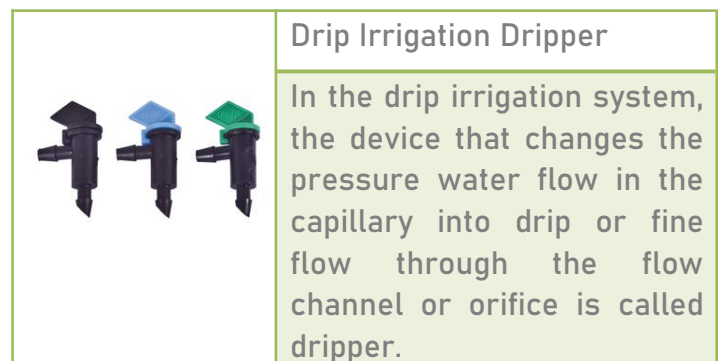 Drip Irrigation Dripper
In the drip irrigation system,
the device that changes the
pressure water flow in the
capillary into drip or fine
flow through the flow
channel or orifice is called
dripper.